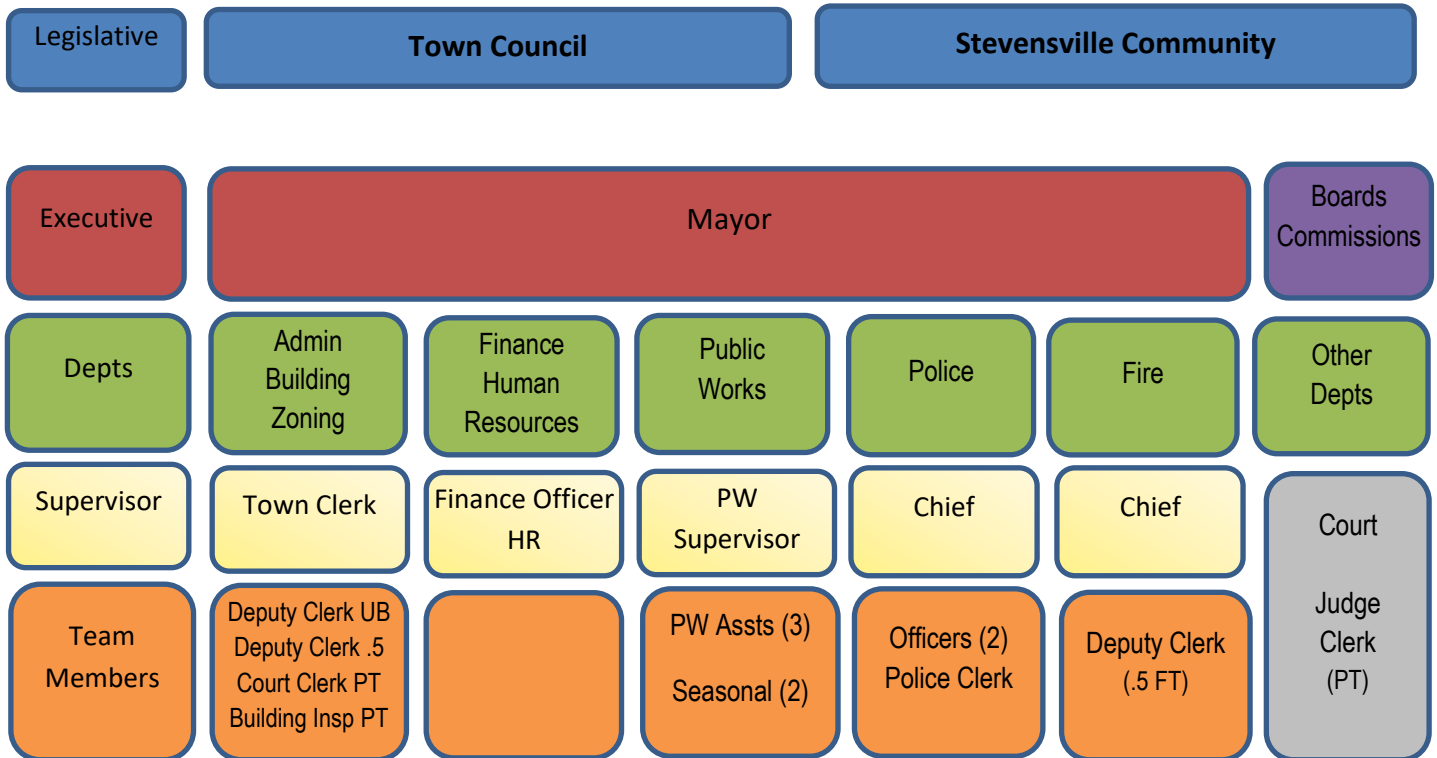 Legislative
Town Council
Stevensville Community
Executive
Mayor
Boards
Commissions
Depts
Admin
Building
Zoning
Finance
Human
Resources
Public
Works
Police
Fire
Other
Depts
Supervisor
Town Clerk
Finance Officer
HR
PW
Supervisor
Chief
Chief
Court
Judge
Clerk
(PT)
Team
Members
Deputy Clerk UB
Deputy Clerk .5
Court Clerk PT
Building Insp PT
PW Assts (3)
Seasonal (2)
Officers (2)
Police Clerk
Deputy Clerk
(.5 FT)